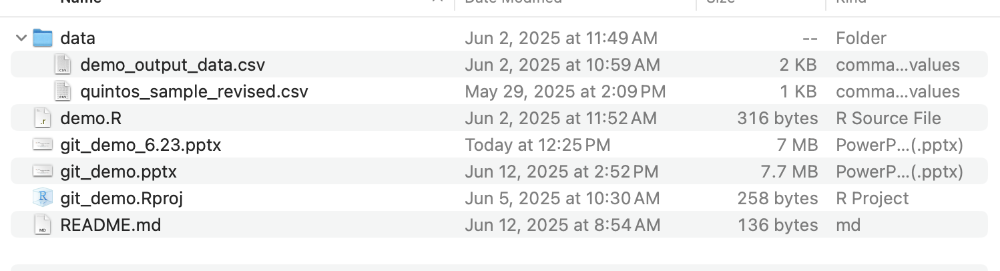 Name Date Modified Size Kind
data Jun 2, 2025 at 11:49 AM -- Folder
demo_output_data.csv Jun 2, 2025 at 10:59 AM 2 KB comma...values
quintos_sample_revised.csv May 29, 2025 at 2:09 PM 1 KB comma...values
demo.R Jun 2, 2025 at 11:52 AM 316 bytes R Source File
git_demo_6.23.pptx Today at 12:25 PM 7 MB PowerP...(.pptx)
git_demo.pptx Jun 12, 2025 at 2:52 PM 7.7 MB PowerP...(.pptx)
git_demo.Rproj Jun 5, 2025 at 10:30 AM 258 bytes R Project
README.md Jun 12, 2025 at 8:54 AM 136 bytes md